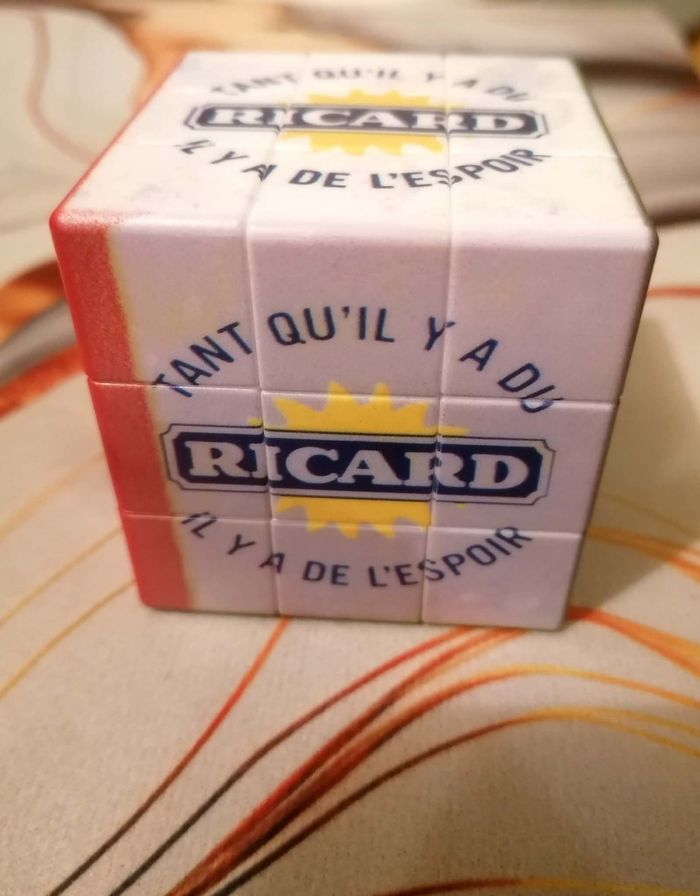 TANT QU'IL Y A DU
RICARD
IL Y A DE L'ESPOIR
TANT QU'IL Y A DU
RICARD
IL Y A DE L'ESPOIR